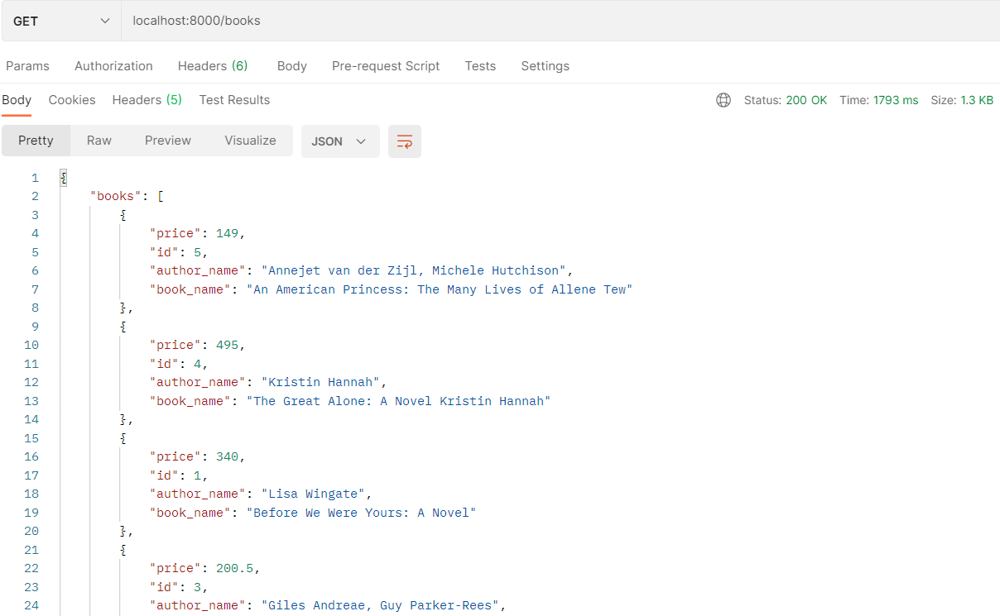 GET localhost:8000/books
Params Authorization Headers (6) Body Pre-request Script Tests Settings
Body Cookies Headers (5) Test Results Status: 200 OK Time: 1793 ms Size: 1.3 KB
Pretty Raw Preview Visualize JSON
1 {
2 "books": [
3 {
4 "price": 149,
5 "id": 5,
6 "author_name": "Annejet van der Zijl, Michele Hutchison",
7 "book_name": "An American Princess: The Many Lives of Allene Tew"
8 },
9 {
10 "price": 495,
11 "id": 4,
12 "author_name": "Kristin Hannah",
13 "book_name": "The Great Alone: A Novel Kristin Hannah"
14 },
15 {
16 "price": 340,
17 "id": 1,
18 "author_name": "Lisa Wingate",
19 "book_name": "Before We Were Yours: A Novel"
20 },
21 {
22 "price": 200.5,
23 "id": 3,
24 "author_name": "Giles Andreae, Guy Parker-Rees",